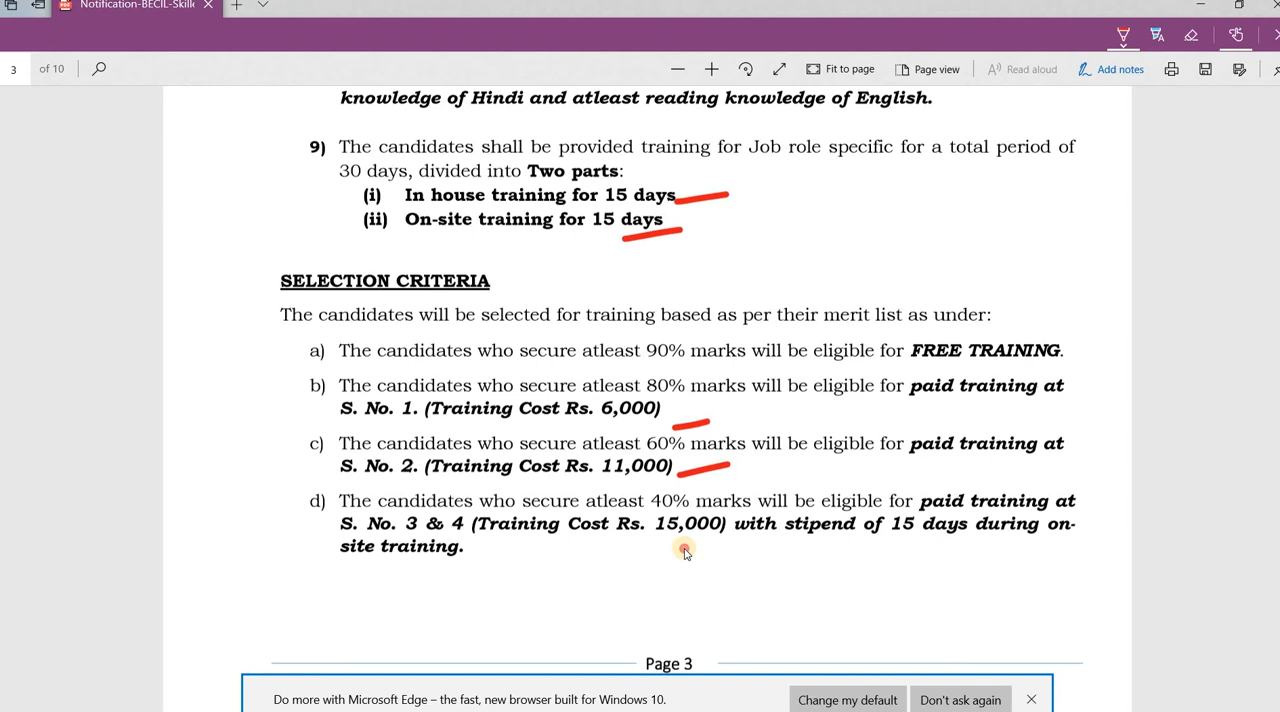 Notification-BECIL-Skill
3 of 10 Fit to page Page view Read aloud Add notes
knowledge of Hindi and atleast reading knowledge of English.
9) The candidates shall be provided training for Job role specific for a total period of
30 days, divided into Two parts:
(i) In house training for 15 days
(ii) On-site training for 15 days
SELECTION CRITERIA
The candidates will be selected for training based as per their merit list as under:
a) The candidates who secure atleast 90% marks will be eligible for FREE TRAINING.
b) The candidates who secure atleast 80% marks will be eligible for paid training at
S. No. 1. (Training Cost Rs. 6,000)
c) The candidates who secure atleast 60% marks will be eligible for paid training at
S. No. 2. (Training Cost Rs. 11,000)
d) The candidates who secure atleast 40% marks will be eligible for paid training at
S. No. 3 & 4 (Training Cost Rs. 15,000) with stipend of 15 days during on-
site training.
Page 3
Do more with Microsoft Edge – the fast, new browser built for Windows 10. Change my default Don't ask again